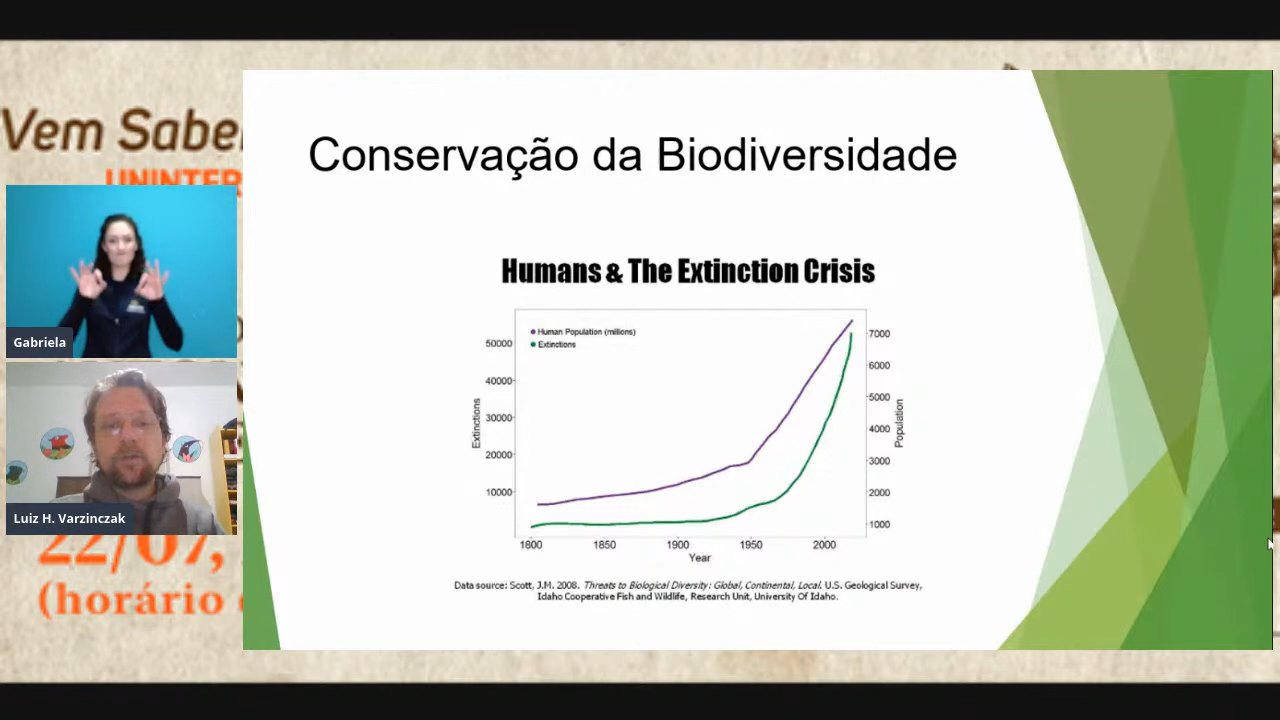 Vem Sabe
UNINTER
Gabriela
Luiz H. Varzinczak
22/07,
(horário
Conservação da Biodiversidade
Humans & The Extinction Crisis
Human Population (millions)
Extinctions
50000
40000
30000
20000
10000
Extinctions
7000
6000
5000
4000
3000
2000
1000
Population
1800 1850 1900 1950 2000
Year
Data source: Scott, J.M. 2008. Threats to Biological Diversity: Global, Continental, Local. U.S. Geological Survey,
Idaho Cooperative Fish and Wildlife, Research Unit, University Of Idaho.